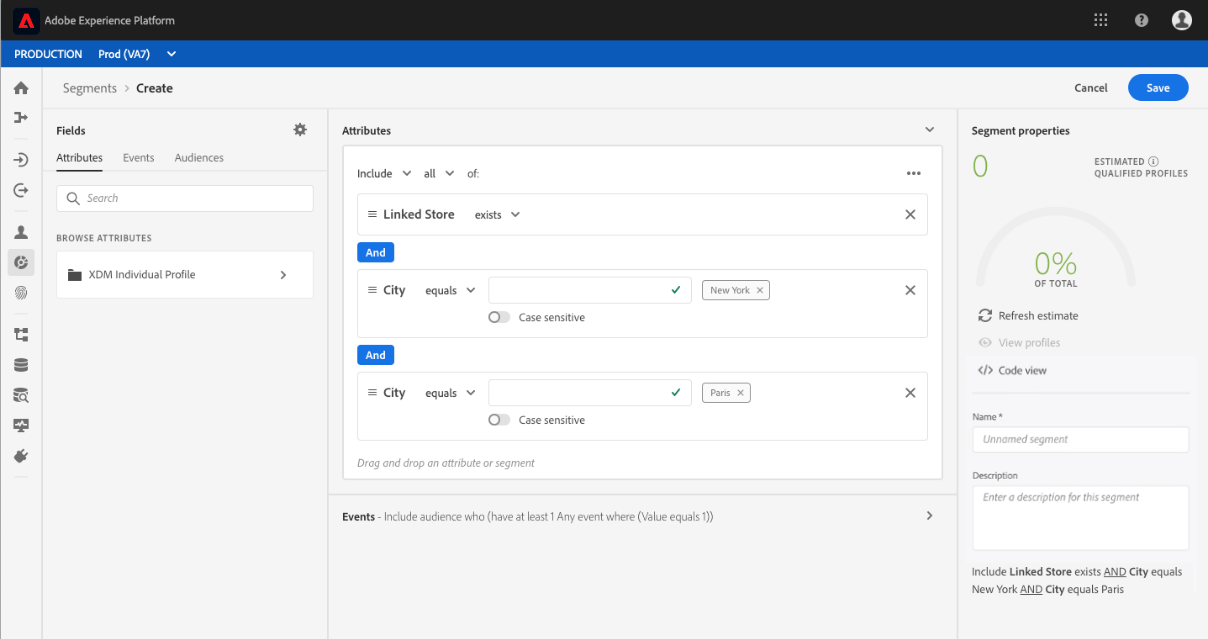 Adobe Experience Platform
PRODUCTION Prod (VA7)
Segments > Create
Cancel Save
Fields
Attributes Events Audiences
Search
BROWSE ATTRIBUTES
XDM Individual Profile
Attributes
Include all of:
Linked Store exists
And
City equals New York
Case sensitive
And
City equals Paris
Case sensitive
Drag and drop an attribute or segment
Events - Include audience who (have at least 1 Any event where (Value equals 1))
Segment properties
0
ESTIMATED
QUALIFIED PROFILES
0%
OF TOTAL
Refresh estimate
View profiles
</> Code view
Name *
Unnamed segment
Description
Enter a description for this segment
Include Linked Store exists AND City equals
New York AND City equals Paris